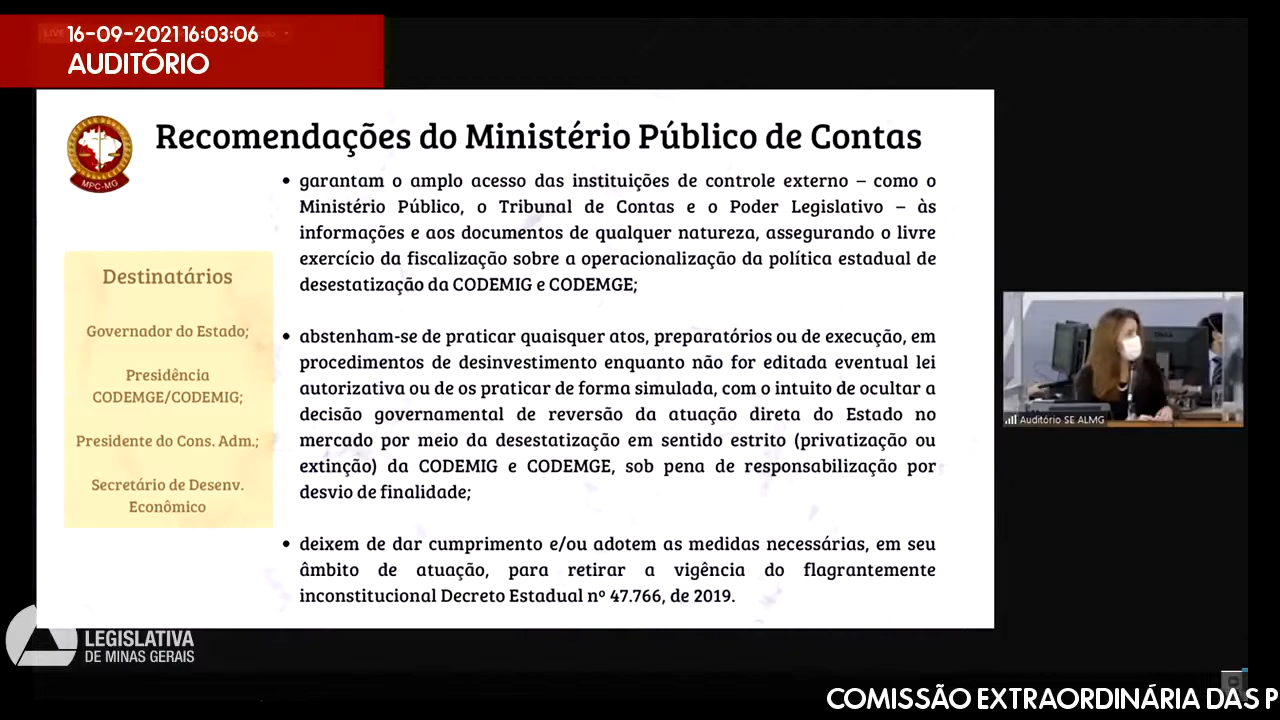 LIVE
16-09-2021 16:03:06
AUDITÓRIO
MPC-MG
Recomendações do Ministério Público de Contas
Destinatários
Governador do Estado;
Presidência
CODEMGE/CODEMIG;
Presidente do Cons. Adm.;
Secretário de Desenv.
Econômico
• garantam o amplo acesso das instituições de controle externo – como o
Ministério Público, o Tribunal de Contas e o Poder Legislativo – às
informações e aos documentos de qualquer natureza, assegurando o livre
exercício da fiscalização sobre a operacionalização da política estadual de
desestatização da CODEMIG e CODEMGE;
• abstenham-se de praticar quaisquer atos, preparatórios ou de execução, em
procedimentos de desinvestimento enquanto não for editada eventual lei
autorizativa ou de os praticar de forma simulada, com o intuito de ocultar a
decisão governamental de reversão da atuação direta do Estado no
mercado por meio da desestatização em sentido estrito (privatização ou
extinção) da CODEMIG e CODEMGE, sob pena de responsabilização por
desvio de finalidade;
• deixem de dar cumprimento e/ou adotem as medidas necessárias, em seu
âmbito de atuação, para retirar a vigência do flagrantemente
inconstitucional Decreto Estadual nº 47.766, de 2019.
Auditório SE ALMG
LEGISLATIVA
DE MINAS GERAIS
COMISSÃO EXTRAORDINÁRIA DAS P